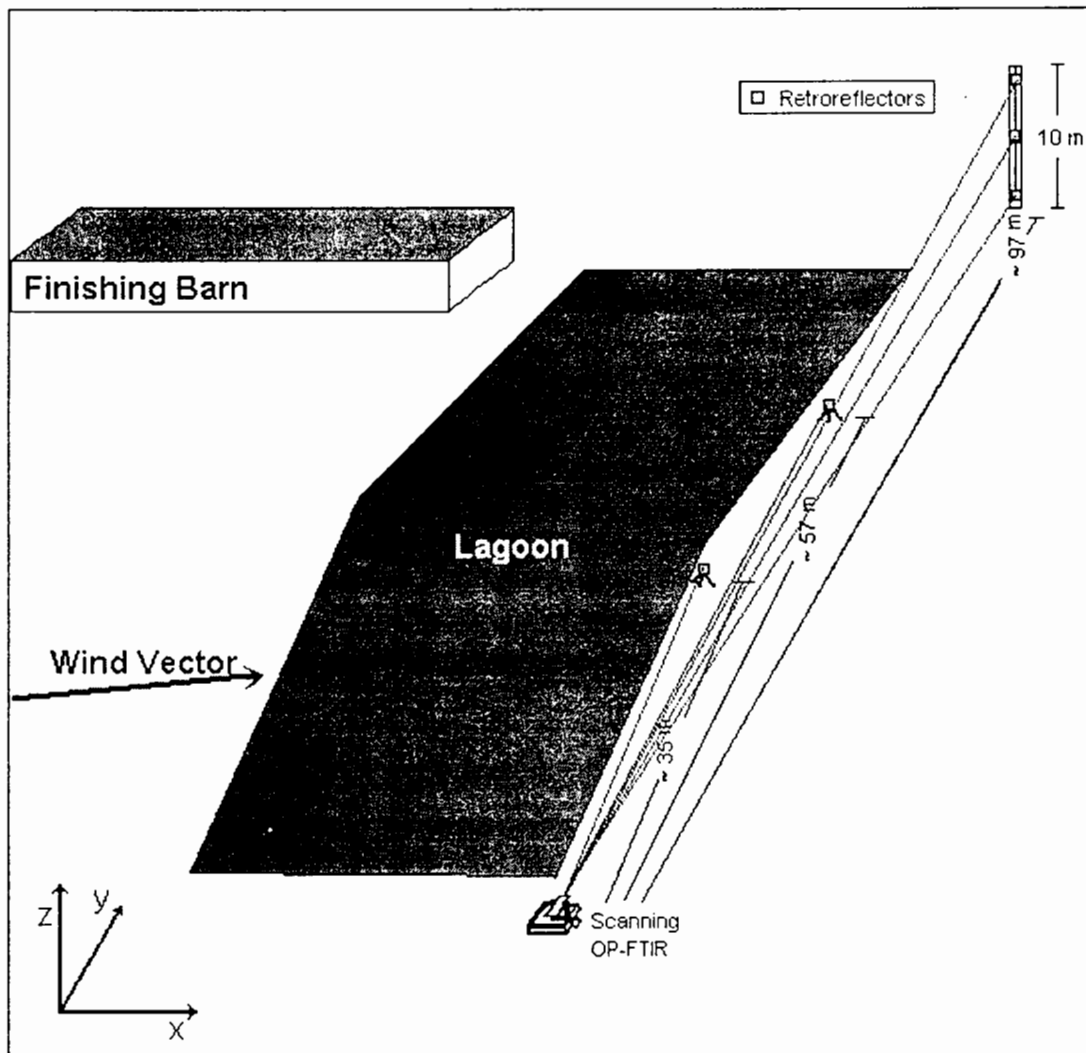 Retroreflectors
10 m
~ 97 m
Finishing Barn
~ 57 m
Lagoon
Wind Vector
~ 35 m
Scanning
OP-FTIR
z
y
x